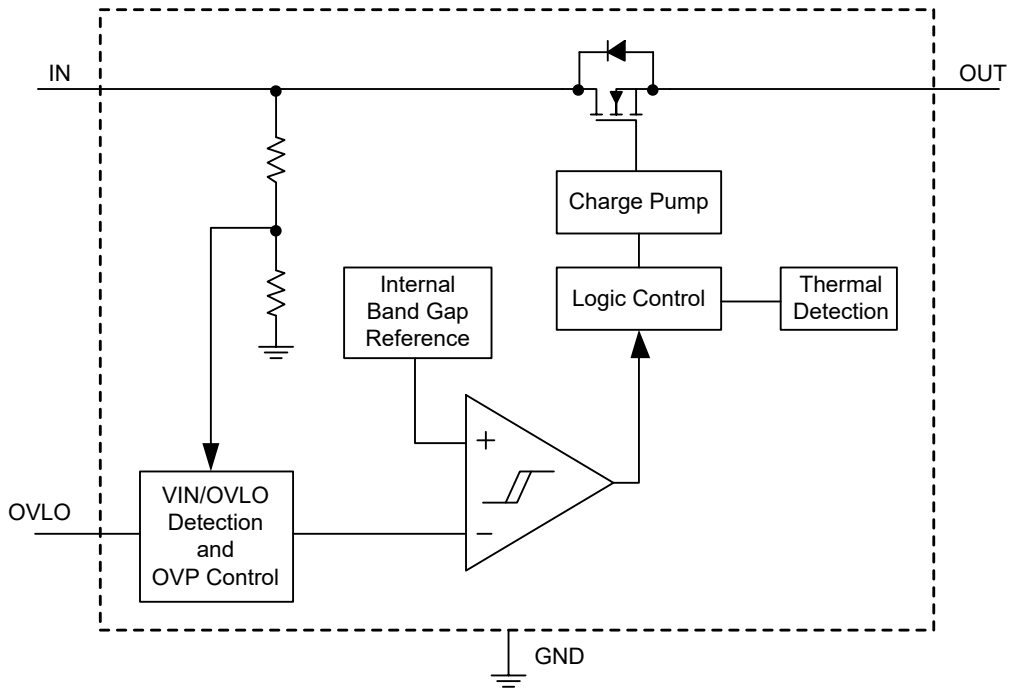 IN
OUT
Charge Pump
Internal
Band Gap
Reference
Logic Control
Thermal
Detection
+
OVLO
VIN/OVLO
Detection
and
OVP Control
−
GND